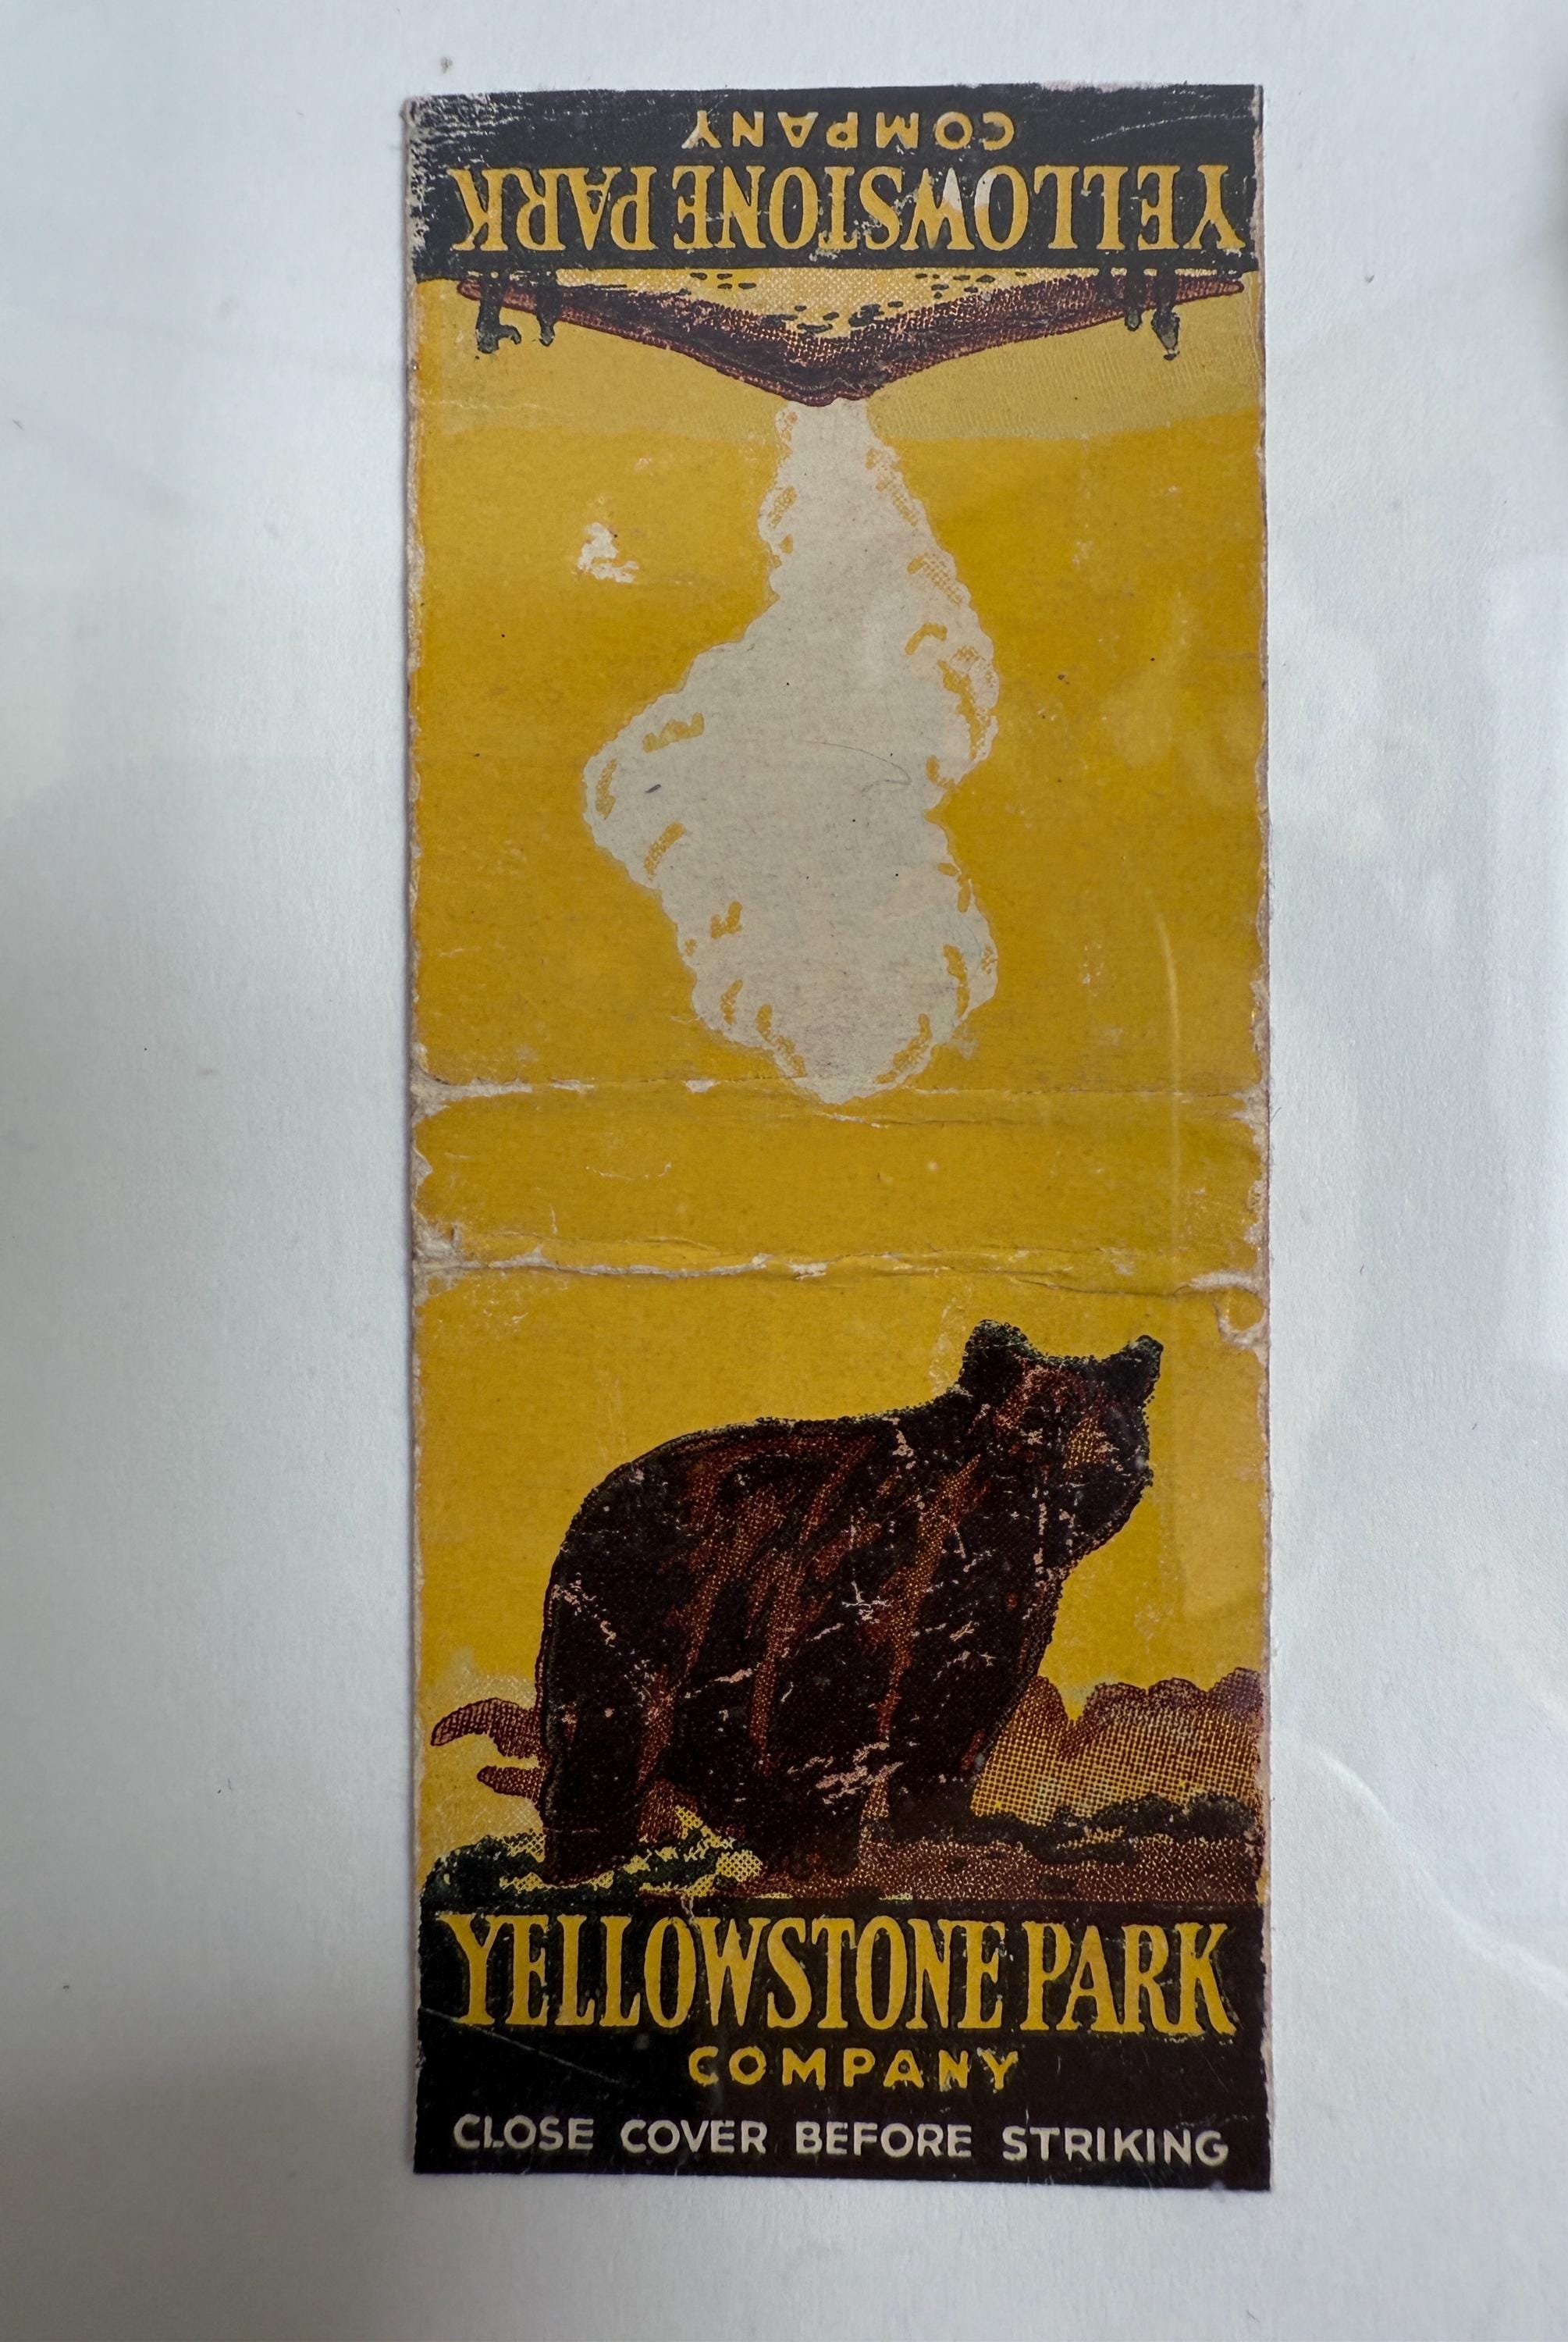 YELLOWSTONE PARK
COMPANY
YELLOWSTONE PARK
COMPANY
CLOSE COVER BEFORE STRIKING